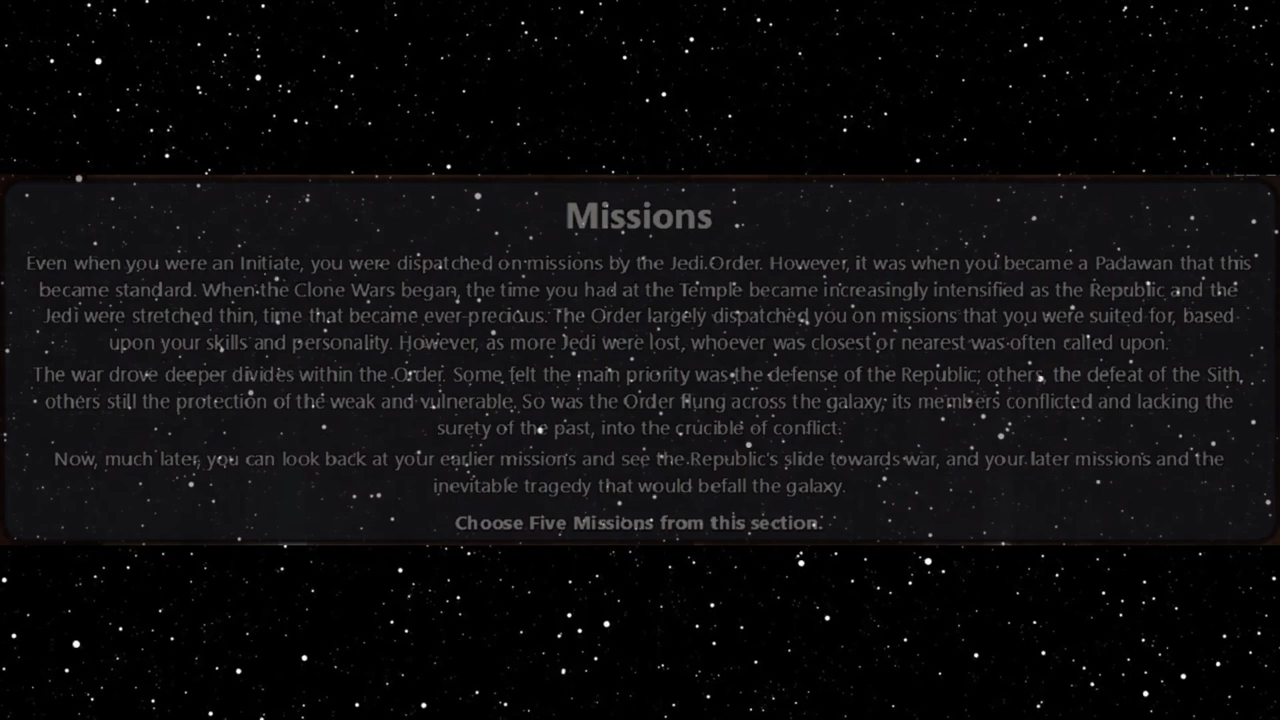 Missions
Even when you were an Initiate, you were dispatched on missions by the Jedi Order. However, it was when you became a Padawan that this
became standard. When the Clone Wars began, the time you had at the Temple became increasingly intensified as the Republic and the
Jedi were stretched thin, time that became ever-precious. The Order largely dispatched you on missions that you were suited for, based
upon your skills and personality. However, as more Jedi were lost, whoever was closest or nearest was often called upon.
The war drove deeper divides within the Order. Some felt the main priority was the defense of the Republic; others, the defeat of the Sith,
others still the protection of the weak and vulnerable. So was the Order flung across the galaxy; its members conflicted and lacking the
surety of the past, into the crucible of conflict.
Now, much later, you can look back at your earlier missions and see the Republic's slide towards war, and your later missions and the
inevitable tragedy that would befall the galaxy.
Choose Five Missions from this section.